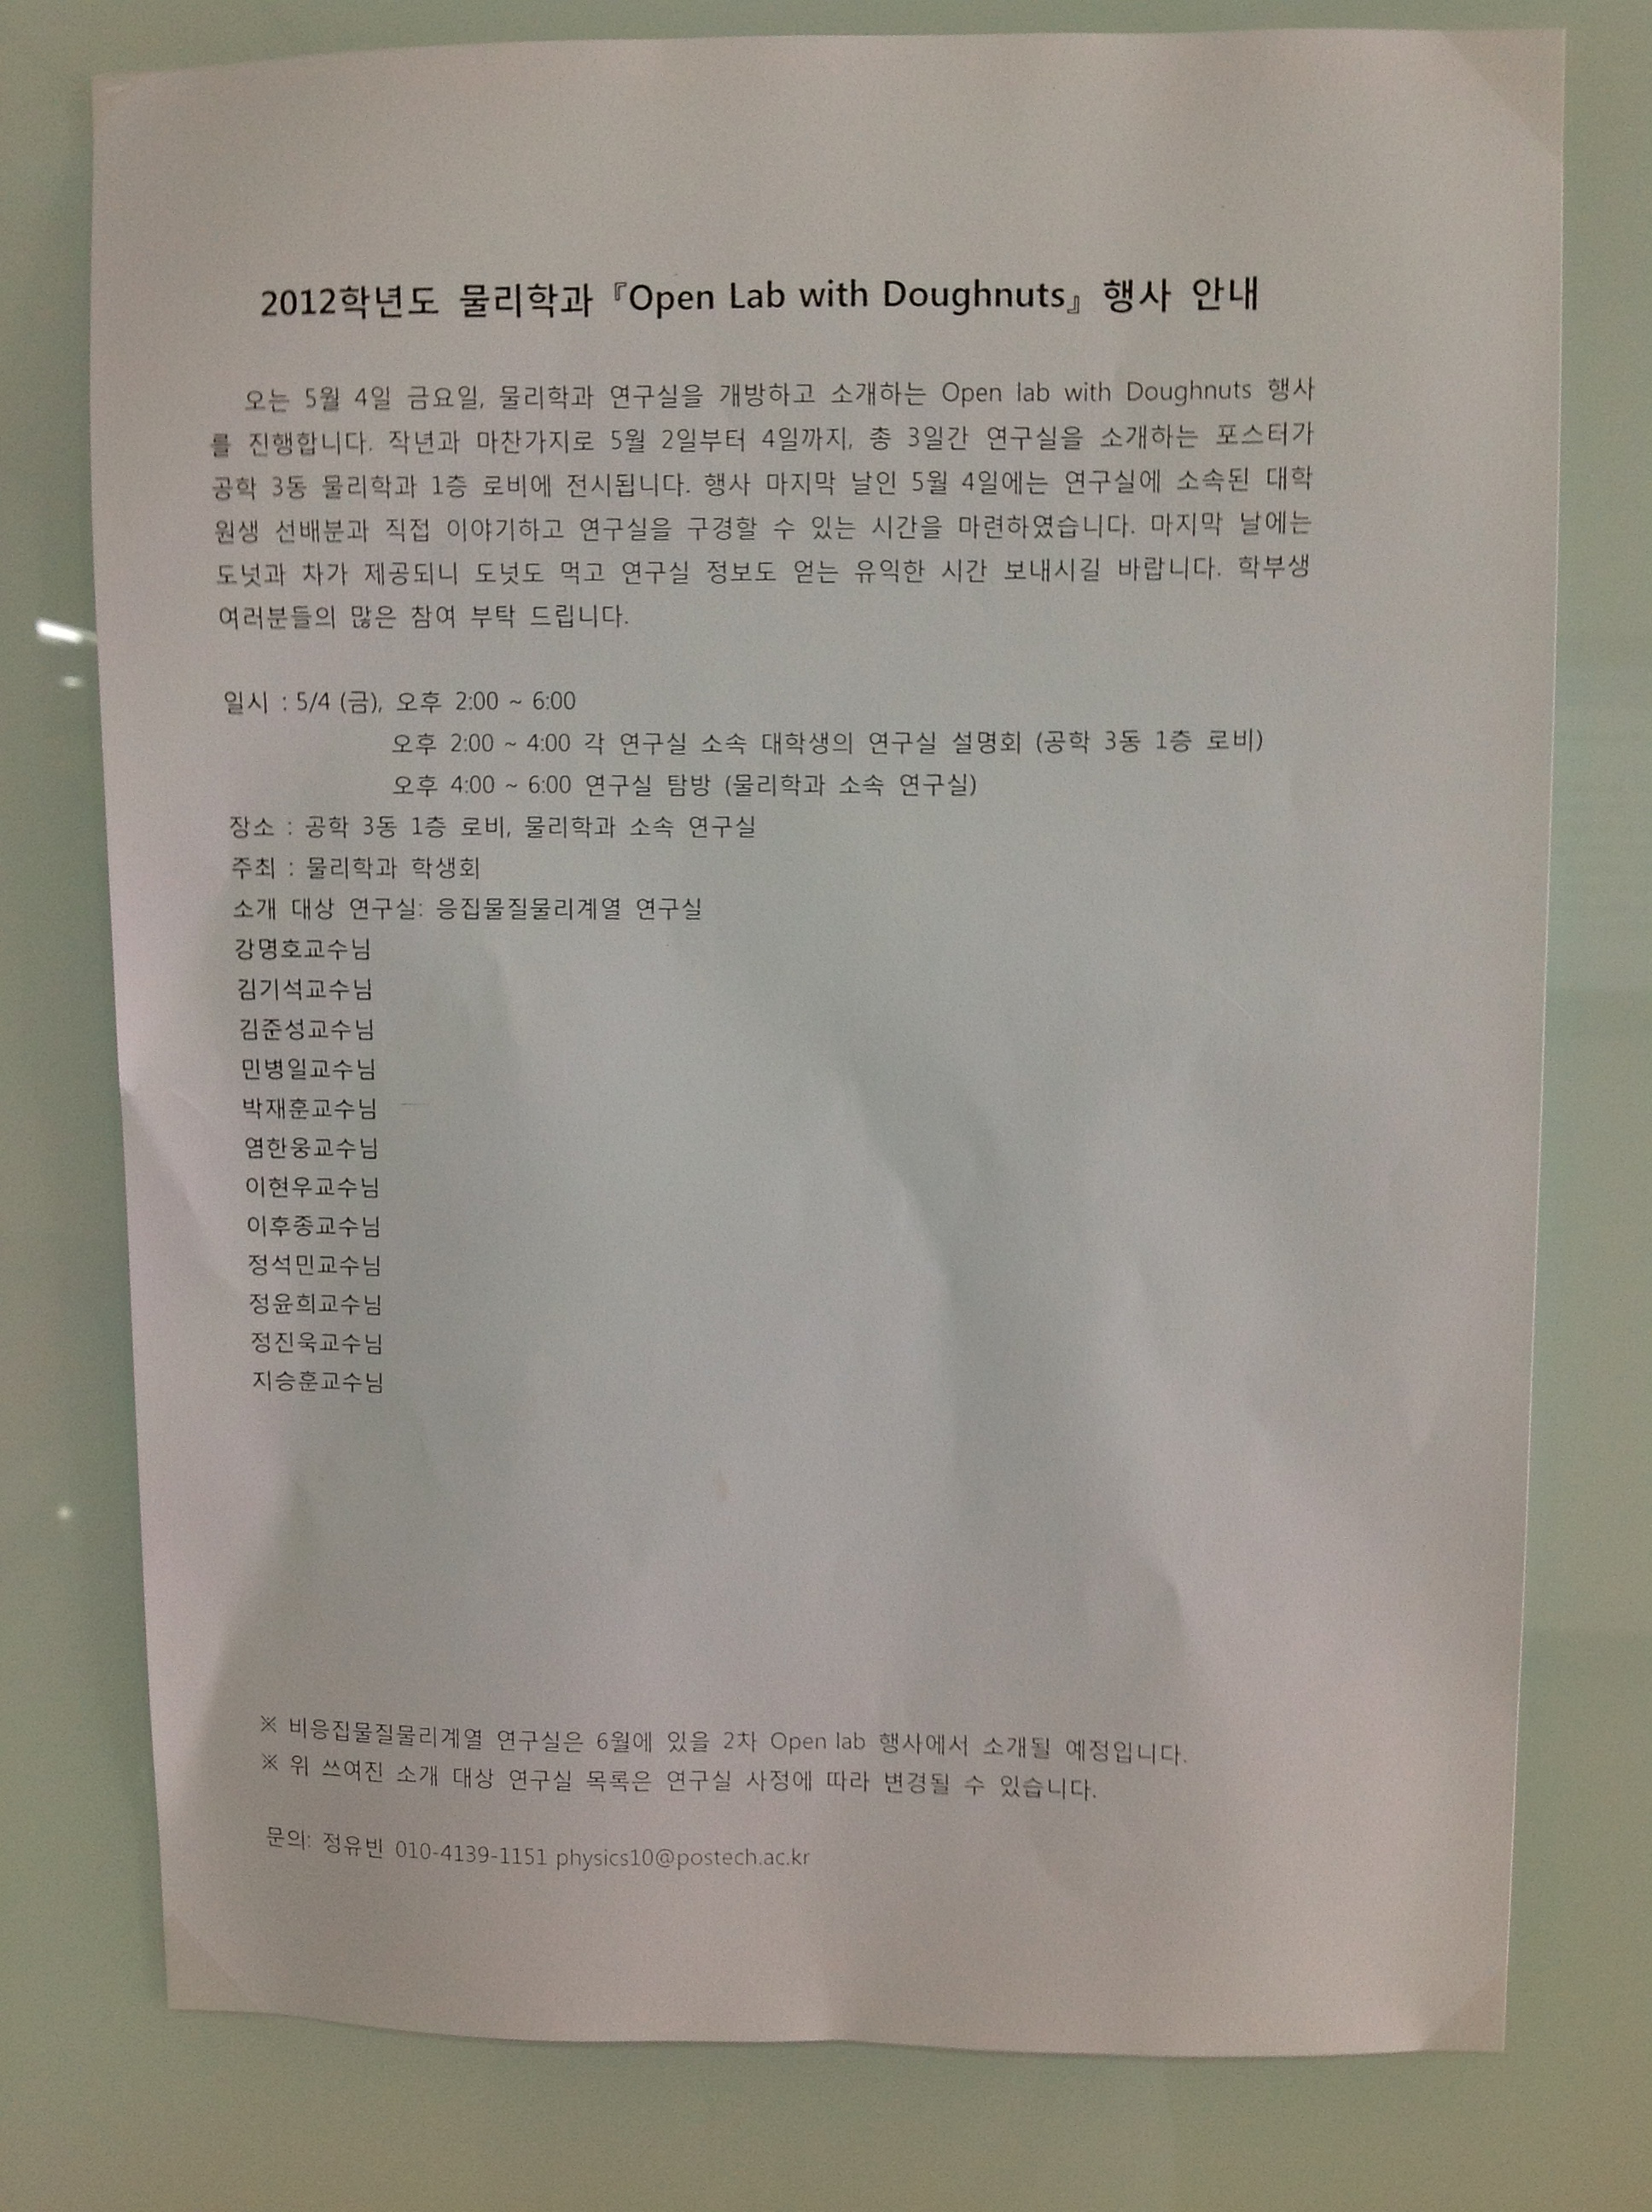 2012학년도 물리학과『Open Lab with Doughnuts』행사 안내
오는 5월 4일 금요일, 물리학과 연구실을 개방하고 소개하는 Open lab with Doughnuts 행사
를 진행합니다. 작년과 마찬가지로 5월 2일부터 4일까지, 총 3일간 연구실을 소개하는 포스터가
공학 3동 물리학과 1층 로비에 전시됩니다. 행사 마지막 날인 5월 4일에는 연구실에 소속된 대학
원생 선배분과 직접 이야기하고 연구실을 구경할 수 있는 시간을 마련하였습니다. 마지막 날에는
도넛과 차가 제공되니 도넛도 먹고 연구실 정보도 얻는 유익한 시간 보내시길 바랍니다. 학부생
여러분들의 많은 참여 부탁 드립니다.
일시 : 5/4 (금), 오후 2:00 ~ 6:00
오후 2:00 ~ 4:00 각 연구실 소속 대학생의 연구실 설명회 (공학 3동 1층 로비)
오후 4:00 ~ 6:00 연구실 탐방 (물리학과 소속 연구실)
장소 : 공학 3동 1층 로비, 물리학과 소속 연구실
주최 : 물리학과 학생회
소개 대상 연구실: 응집물질물리계열 연구실
강명호교수님
김기석교수님
김준성교수님
민병일교수님
박재훈교수님
염한웅교수님
이현우교수님
이후종교수님
정석민교수님
정윤희교수님
정진욱교수님
지승훈교수님
※ 비응집물질물리계열 연구실은 6월에 있을 2차 Open lab 행사에서 소개될 예정입니다.
※ 위 쓰여진 소개 대상 연구실 목록은 연구실 사정에 따라 변경될 수 있습니다.
문의: 정유빈 010-4139-1151 physics10@postech.ac.kr